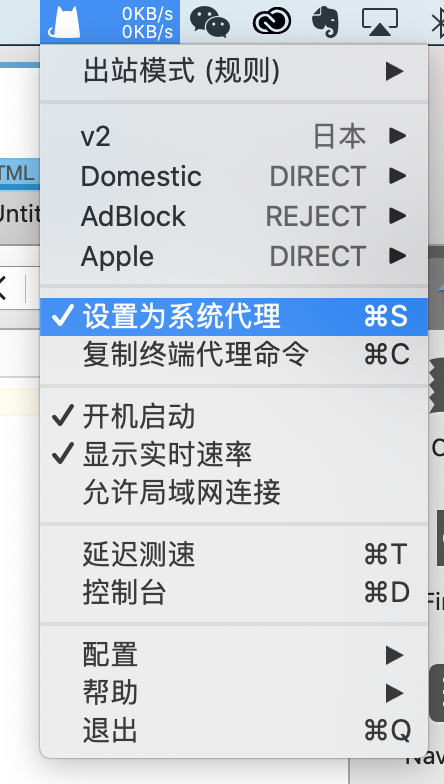 0KB/s
0KB/s
出站模式 (规则)
v2 日本
Domestic DIRECT
AdBlock REJECT
Apple DIRECT
设置为系统代理 ⌘S
复制终端代理命令 ⌘C
开机启动
显示实时速率
允许局域网连接
延迟测速 ⌘T
控制台 ⌘D
配置
帮助
退出 ⌘Q
TML
Untit
Fi
Nav